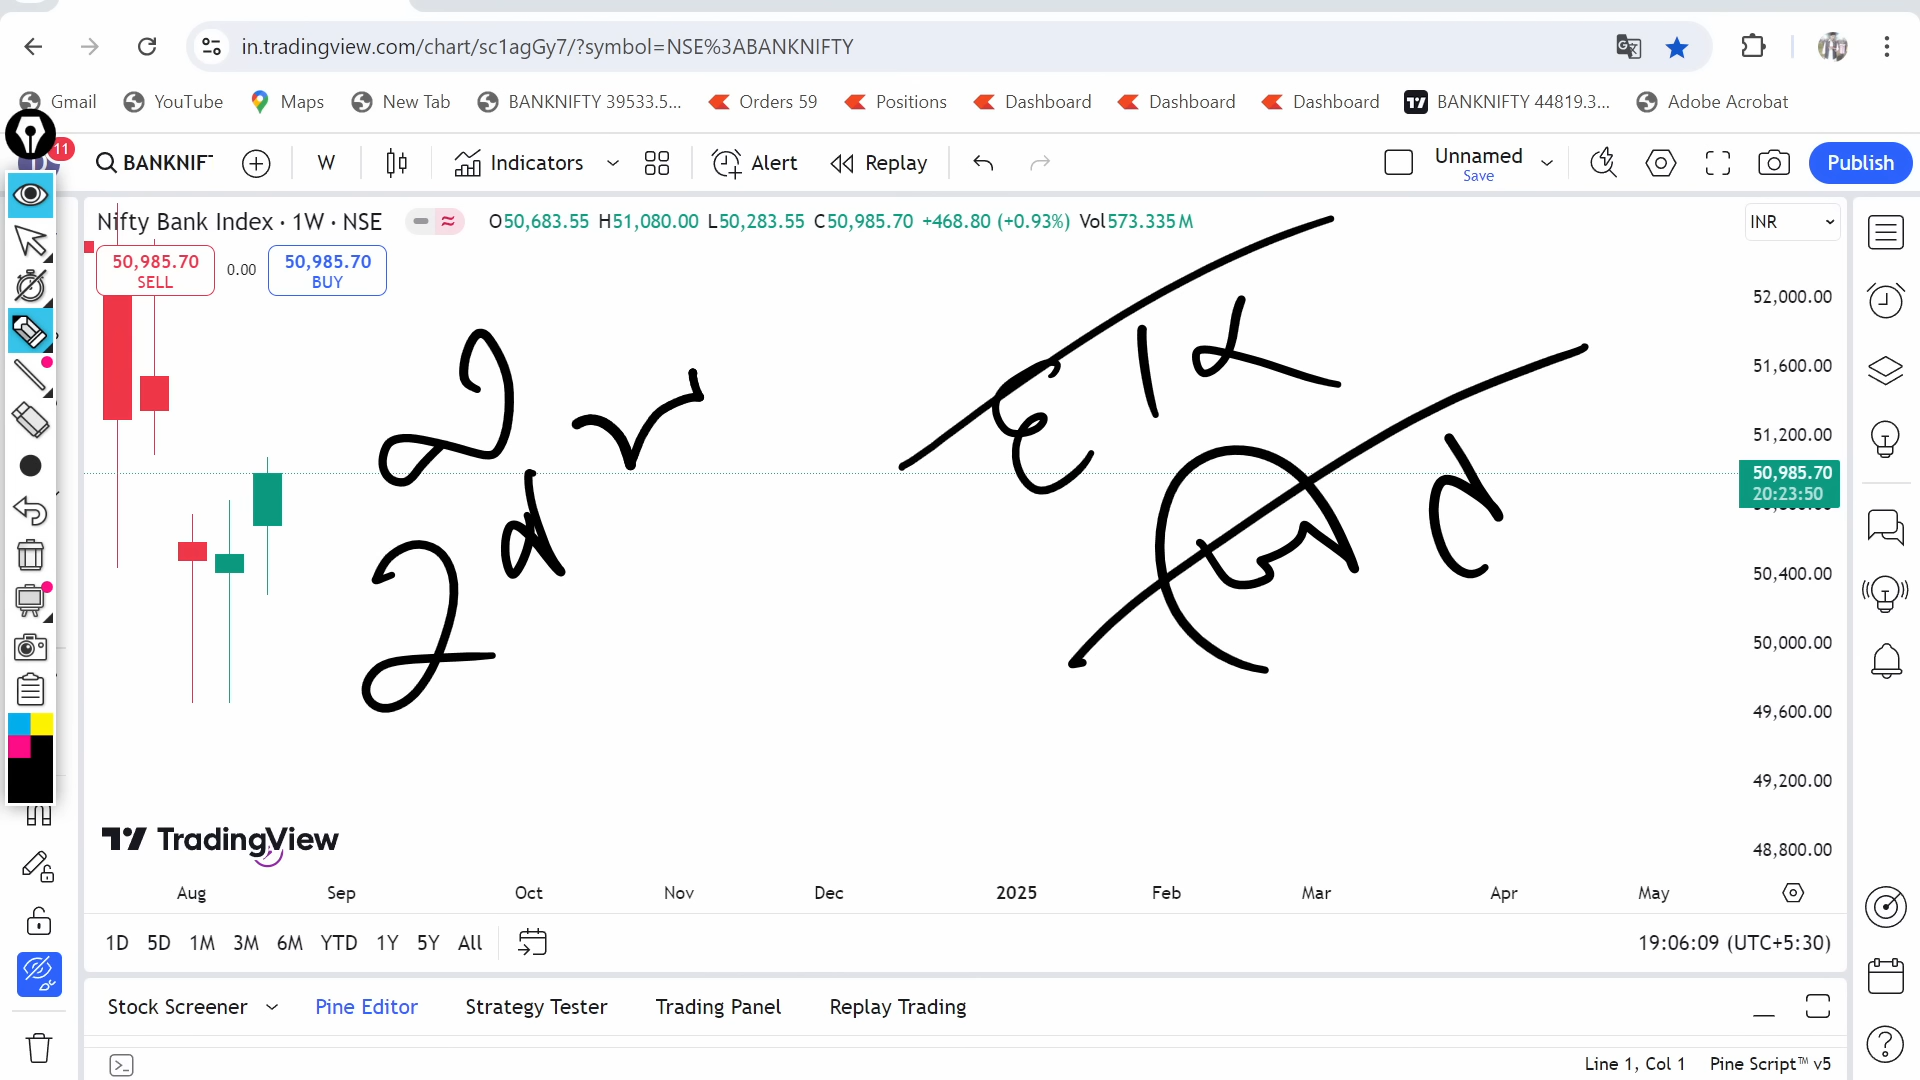 in.tradingview.com/chart/sc1agGy7/?symbol=NSE%3ABANKNIFTY
Gmail YouTube Maps New Tab BANKNIFTY 39533.5... Orders 59 Positions Dashboard Dashboard Dashboard BANKNIFTY 44819.3... Adobe Acrobat
11 BANKNIF W Indicators Alert Replay Unnamed Save Publish
Nifty Bank Index · 1W · NSE O50,683.55 H51,080.00 L50,283.55 C50,985.70 +468.80 (+0.93%) Vol573.335 M INR
50,985.70 SELL 0.00 50,985.70 BUY
52,000.00
51,600.00
51,200.00
50,985.70
20:23:50
50,400.00
50,000.00
49,600.00
49,200.00
48,800.00
2
2
TradingView
Aug Sep Oct Nov Dec 2025 Feb Mar Apr May
1D 5D 1M 3M 6M YTD 1Y 5Y All 19:06:09 (UTC+5:30)
Stock Screener Pine Editor Strategy Tester Trading Panel Replay Trading
Line 1, Col 1 Pine Script™ v5